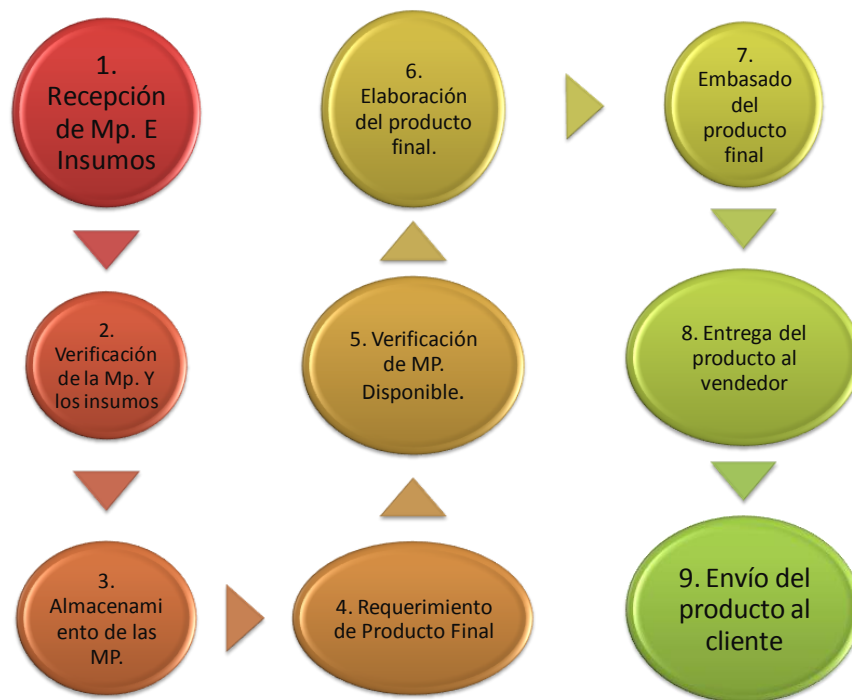 1.
Recepción
de Mp. E
Insumos
2.
Verificación
de la Mp. Y
los insumos
3.
Almacenami
ento de las
MP.
4. Requerimiento
de Producto Final
5. Verificación
de MP.
Disponible.
6.
Elaboración
del producto
final.
7.
Embasado
del
producto
final
8. Entrega del
producto al
vendedor
9. Envío del
producto al
cliente